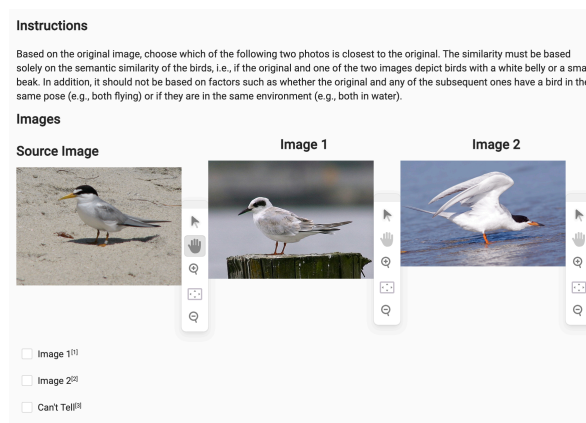 Instructions
Based on the original image, choose which of the following two photos is closest to the original. The similarity must be based
solely on the semantic similarity of the birds, i.e., if the original and one of the two images depict birds with a white belly or a sma
beak. In addition, it should not be based on factors such as whether the original and any of the subsequent ones have a bird in the
same pose (e.g., both flying) or if they are in the same environment (e.g., both in water).
Images
Source Image
Image 1
Image 2
Image 1[1]
Image 2[2]
Can't Tell[3]